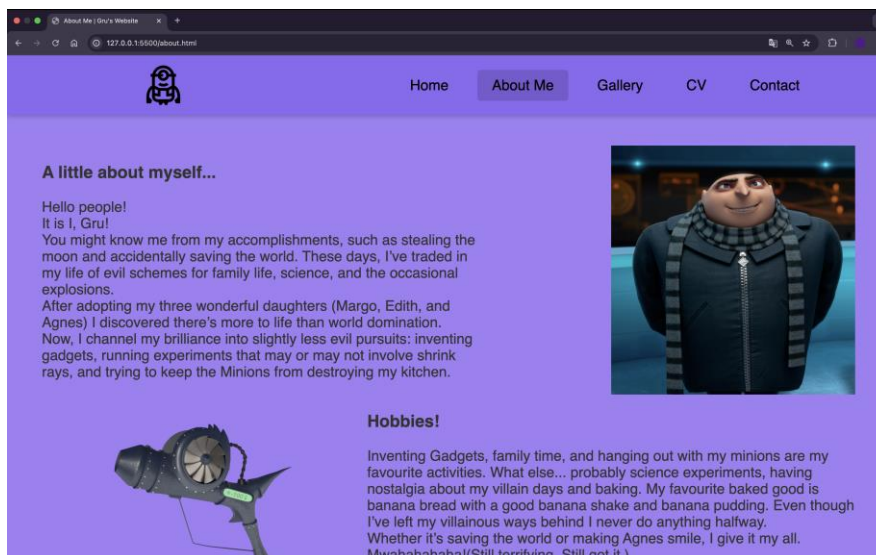 About Me | Gru's Website
127.0.0.1:5500/about.html
Home About Me Gallery CV Contact
A little about myself...
Hello people!
It is I, Gru!
You might know me from my accomplishments, such as stealing the
moon and accidentally saving the world. These days, I've traded in
my life of evil schemes for family life, science, and the occasional
explosions.
After adopting my three wonderful daughters (Margo, Edith, and
Agnes) I discovered there's more to life than world domination.
Now, I channel my brilliance into slightly less evil pursuits: inventing
gadgets, running experiments that may or may not involve shrink
rays, and trying to keep the Minions from destroying my kitchen.
Hobbies!
Inventing Gadgets, family time, and hanging out with my minions are my
favourite activities. What else... probably science experiments, having
nostalgia about my villain days and baking. My favourite baked good is
banana bread with a good banana shake and banana pudding. Even though
I've left my villainous ways behind I never do anything halfway.
Whether it's saving the world or making Agnes smile, I give it my all.
Mwahahahaha!(Still terrifying. Still got it.)